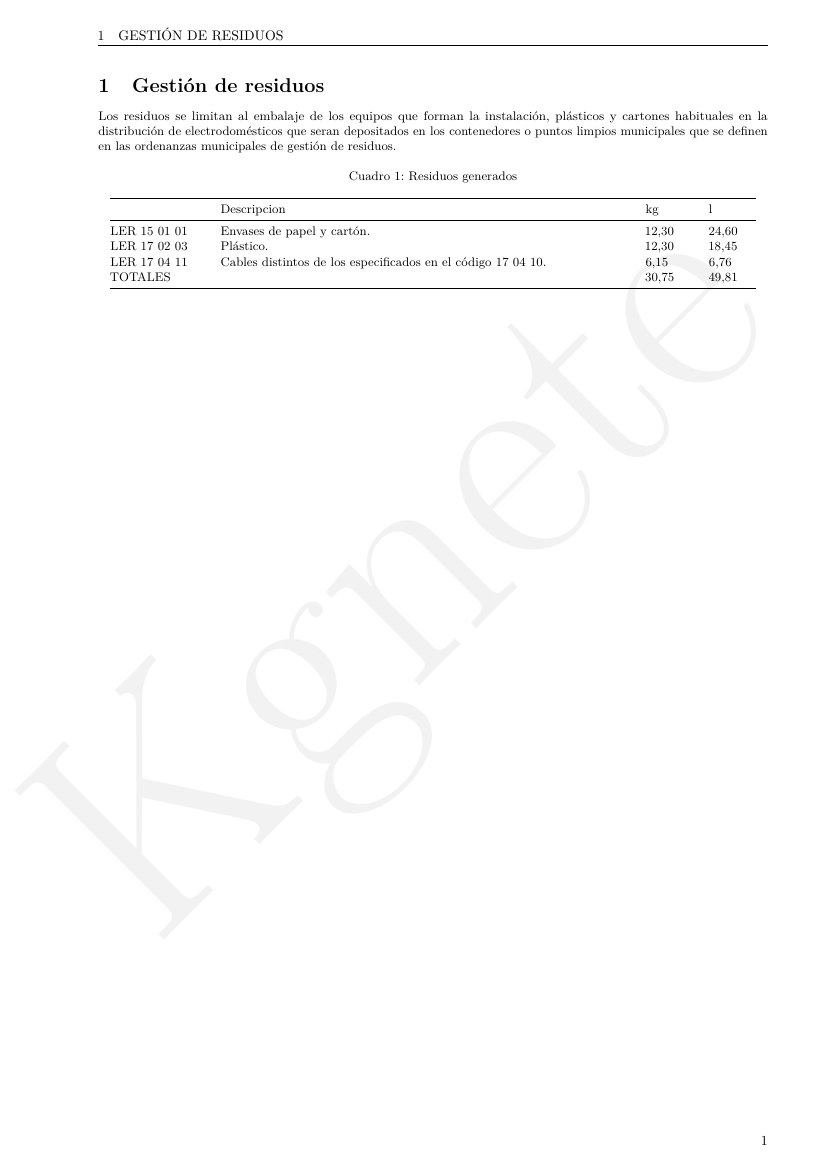 1 GESTIÓN DE RESIDUOS
1 Gestión de residuos
Los residuos se limitan al embalaje de los equipos que forman la instalación, plásticos y cartones habituales en la
distribución de electrodomésticos que seran depositados en los contenedores o puntos limpios municipales que se definen
en las ordenanzas municipales de gestión de residuos.
Cuadro 1: Residuos generados
Descripcion kg l
LER 15 01 01 Envases de papel y cartón. 12,30 24,60
LER 17 02 03 Plástico. 12,30 18,45
LER 17 04 11 Cables distintos de los especificados en el código 17 04 10. 6,15 6,76
TOTALES 30,75 49,81
Kgnete
1